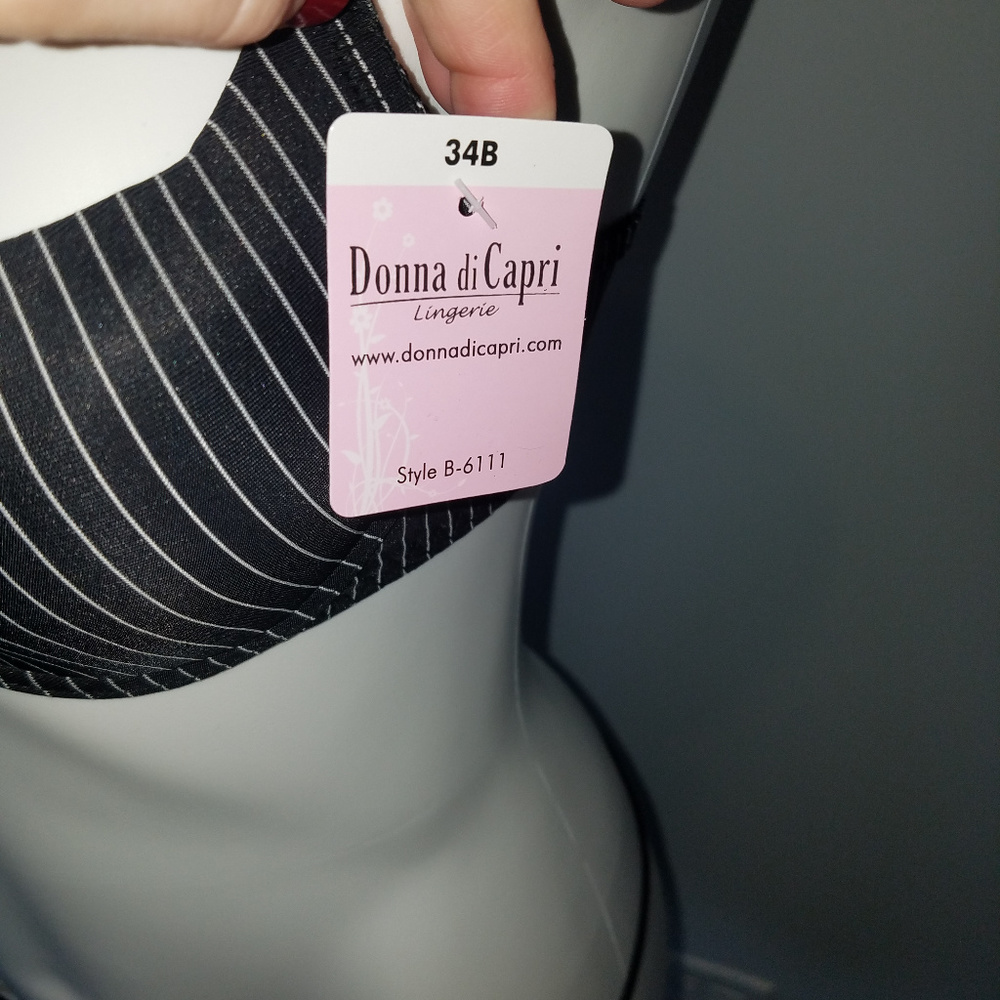 34B
Donna di Capri
Lingerie
www.donnadicapri.com
Style B-6111